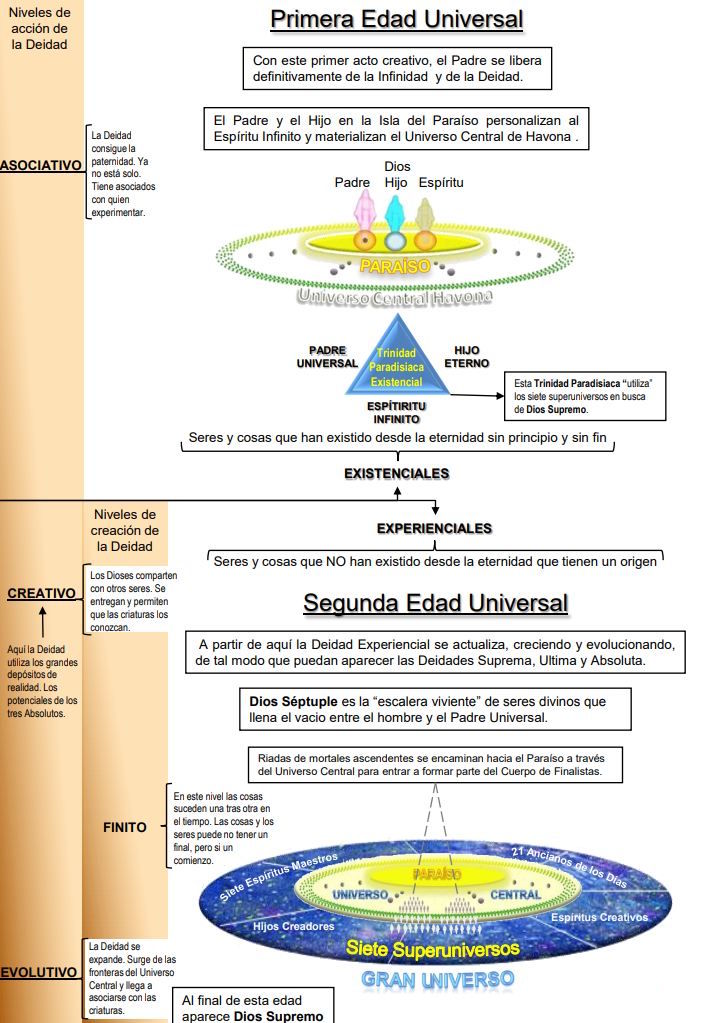 Niveles de
acción de
la Deidad
Primera Edad Universal
Con este primer acto creativo, el Padre se libera
definitivamente de la Infinidad y de la Deidad.
El Padre y el Hijo en la Isla del Paraíso personalizan al
Espíritu Infinito y materializan el Universo Central de Havona .
ASOCIATIVO
La Deidad
consigue la
paternidad. Ya
no está solo.
Tiene asociados
con quien
experimentar.
Dios
Padre Hijo Espíritu
PARAÍSO
Universo Central Havona
PADRE
UNIVERSAL
Trinidad
Paradisiaca
Existencial
HIJO
ETERNO
ESPÍTIRITU
INFINITO
Esta Trinidad Paradisiaca “utiliza”
los siete superuniversos en busca
de Dios Supremo.
Seres y cosas que han existido desde la eternidad sin principio y sin fin
EXISTENCIALES
EXPERIENCIALES
Seres y cosas que NO han existido desde la eternidad que tienen un origen
Niveles de
creación de
la Deidad
CREATIVO
Los Dioses comparten
con otros seres. Se
entregan y permiten
que las criaturas los
conozcan.
Aquí la Deidad
utiliza los grandes
depósitos de
realidad. Los
potenciales de los
tres Absolutos.
Segunda Edad Universal
A partir de aquí la Deidad Experiencial se actualiza, creciendo y evolucionando,
de tal modo que puedan aparecer las Deidades Suprema, Ultima y Absoluta.
Dios Séptuple es la “escalera viviente” de seres divinos que
llena el vacio entre el hombre y el Padre Universal.
Riadas de mortales ascendentes se encaminan hacia el Paraíso a través
del Universo Central para entrar a formar parte del Cuerpo de Finalistas.
FINITO
En este nivel las cosas
suceden una tras otra en
el tiempo. Las cosas y los
seres puede no tener un
final, pero si un
comienzo.
Siete Espíritus Maestros
21 Ancianos de los Días
PARAÍSO
UNIVERSO CENTRAL
Hijos Creadores
Espíritus Creativos
Siete Superuniversos
GRAN UNIVERSO
EVOLUTIVO
La Deidad se
expande. Surge de las
fronteras del Universo
Central y llega a
asociarse con las
criaturas.
Al final de esta edad
aparece Dios Supremo